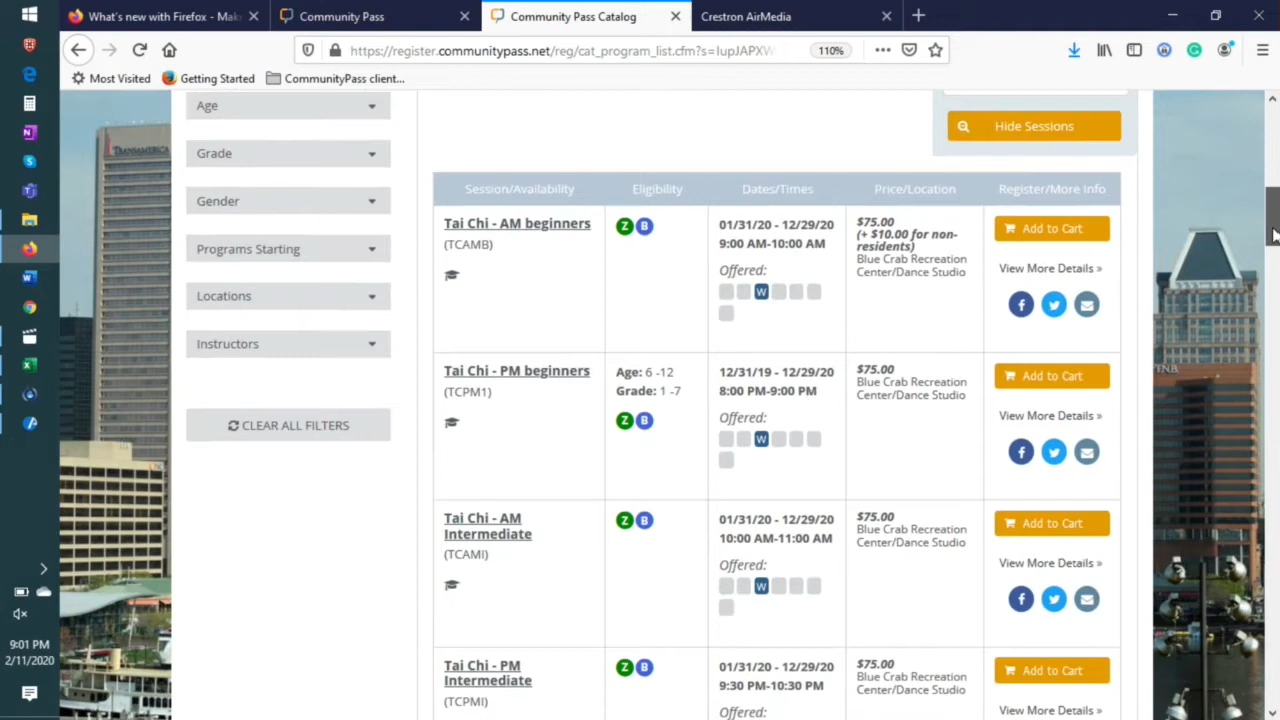 What's new with Firefox - Mak
Community Pass
Community Pass Catalog
Crestron AirMedia
https://register.communitypass.net/reg/cat_program_list.cfm?s=IupJAPXW
110%
Most Visited
Getting Started
CommunityPass client...
Age
Grade
Gender
Programs Starting
Locations
Instructors
CLEAR ALL FILTERS
Hide Sessions
Session/Availability
Eligibility
Dates/Times
Price/Location
Register/More Info
Tai Chi - AM beginners
(TCAMB)
Z B
01/31/20 - 12/29/20
9:00 AM-10:00 AM
Offered:
W
$75.00
(+ $10.00 for non-
residents)
Blue Crab Recreation
Center/Dance Studio
Add to Cart
View More Details »
Tai Chi - PM beginners
(TCPM1)
Age: 6 -12
Grade: 1 -7
Z B
12/31/19 - 12/29/20
8:00 PM-9:00 PM
Offered:
W
$75.00
Blue Crab Recreation
Center/Dance Studio
Add to Cart
View More Details »
Tai Chi - AM
Intermediate
(TCAMI)
Z B
01/31/20 - 12/29/20
10:00 AM-11:00 AM
Offered:
W
$75.00
Blue Crab Recreation
Center/Dance Studio
Add to Cart
View More Details »
Tai Chi - PM
Intermediate
(TCPMI)
Z B
01/31/20 - 12/29/20
9:30 PM-10:30 PM
Offered:
$75.00
Blue Crab Recreation
Center/Dance Studio
Add to Cart
View More Details »
TRANSAMERICA
9:01 PM
2/11/2020